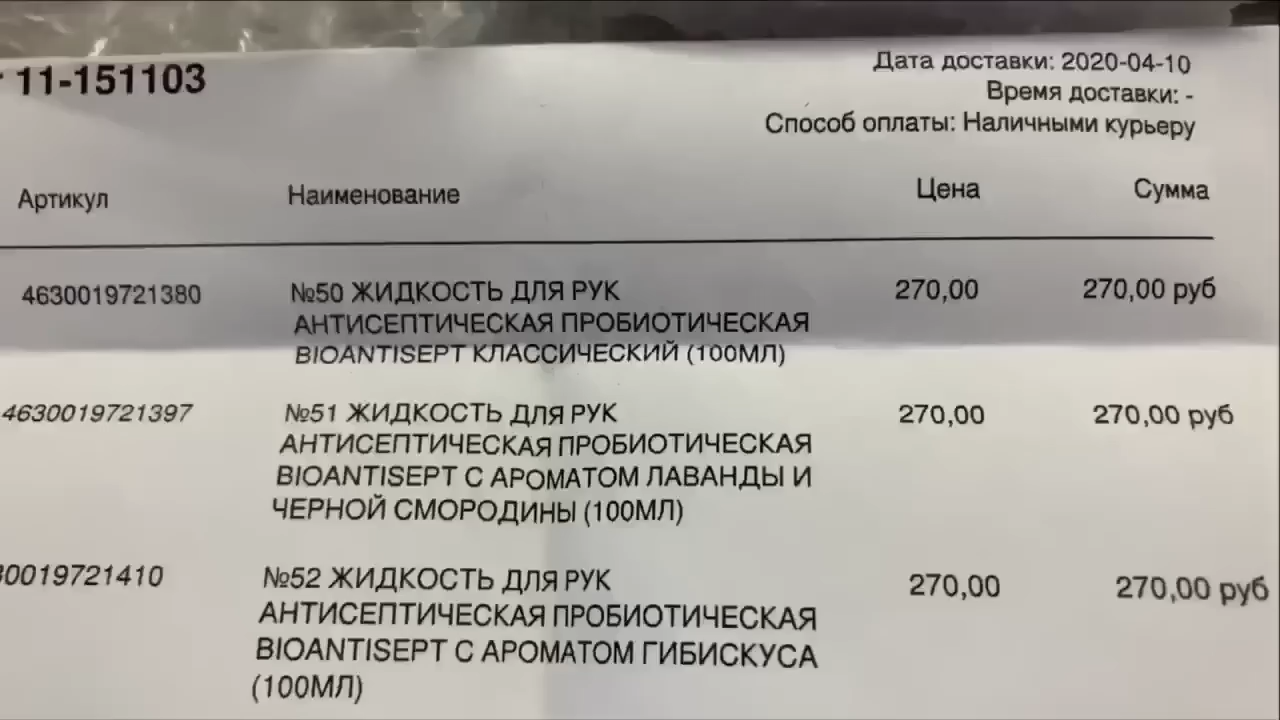 11-151103
Дата доставки: 2020-04-10
Время доставки: -
Способ оплаты: Наличными курьеру
Артикул Наименование Цена Сумма
4630019721380 №50 ЖИДКОСТЬ ДЛЯ РУК 270,00 270,00 руб
АНТИСЕПТИЧЕСКАЯ ПРОБИОТИЧЕСКАЯ
BIOANTISEPT КЛАССИЧЕСКИЙ (100МЛ)
4630019721397 №51 ЖИДКОСТЬ ДЛЯ РУК 270,00 270,00 руб
АНТИСЕПТИЧЕСКАЯ ПРОБИОТИЧЕСКАЯ
BIOANTISEPT С АРОМАТОМ ЛАВАНДЫ И
ЧЕРНОЙ СМОРОДИНЫ (100МЛ)
30019721410 №52 ЖИДКОСТЬ ДЛЯ РУК 270,00 270,00 руб
АНТИСЕПТИЧЕСКАЯ ПРОБИОТИЧЕСКАЯ
BIOANTISEPT С АРОМАТОМ ГИБИСКУСА
(100МЛ)